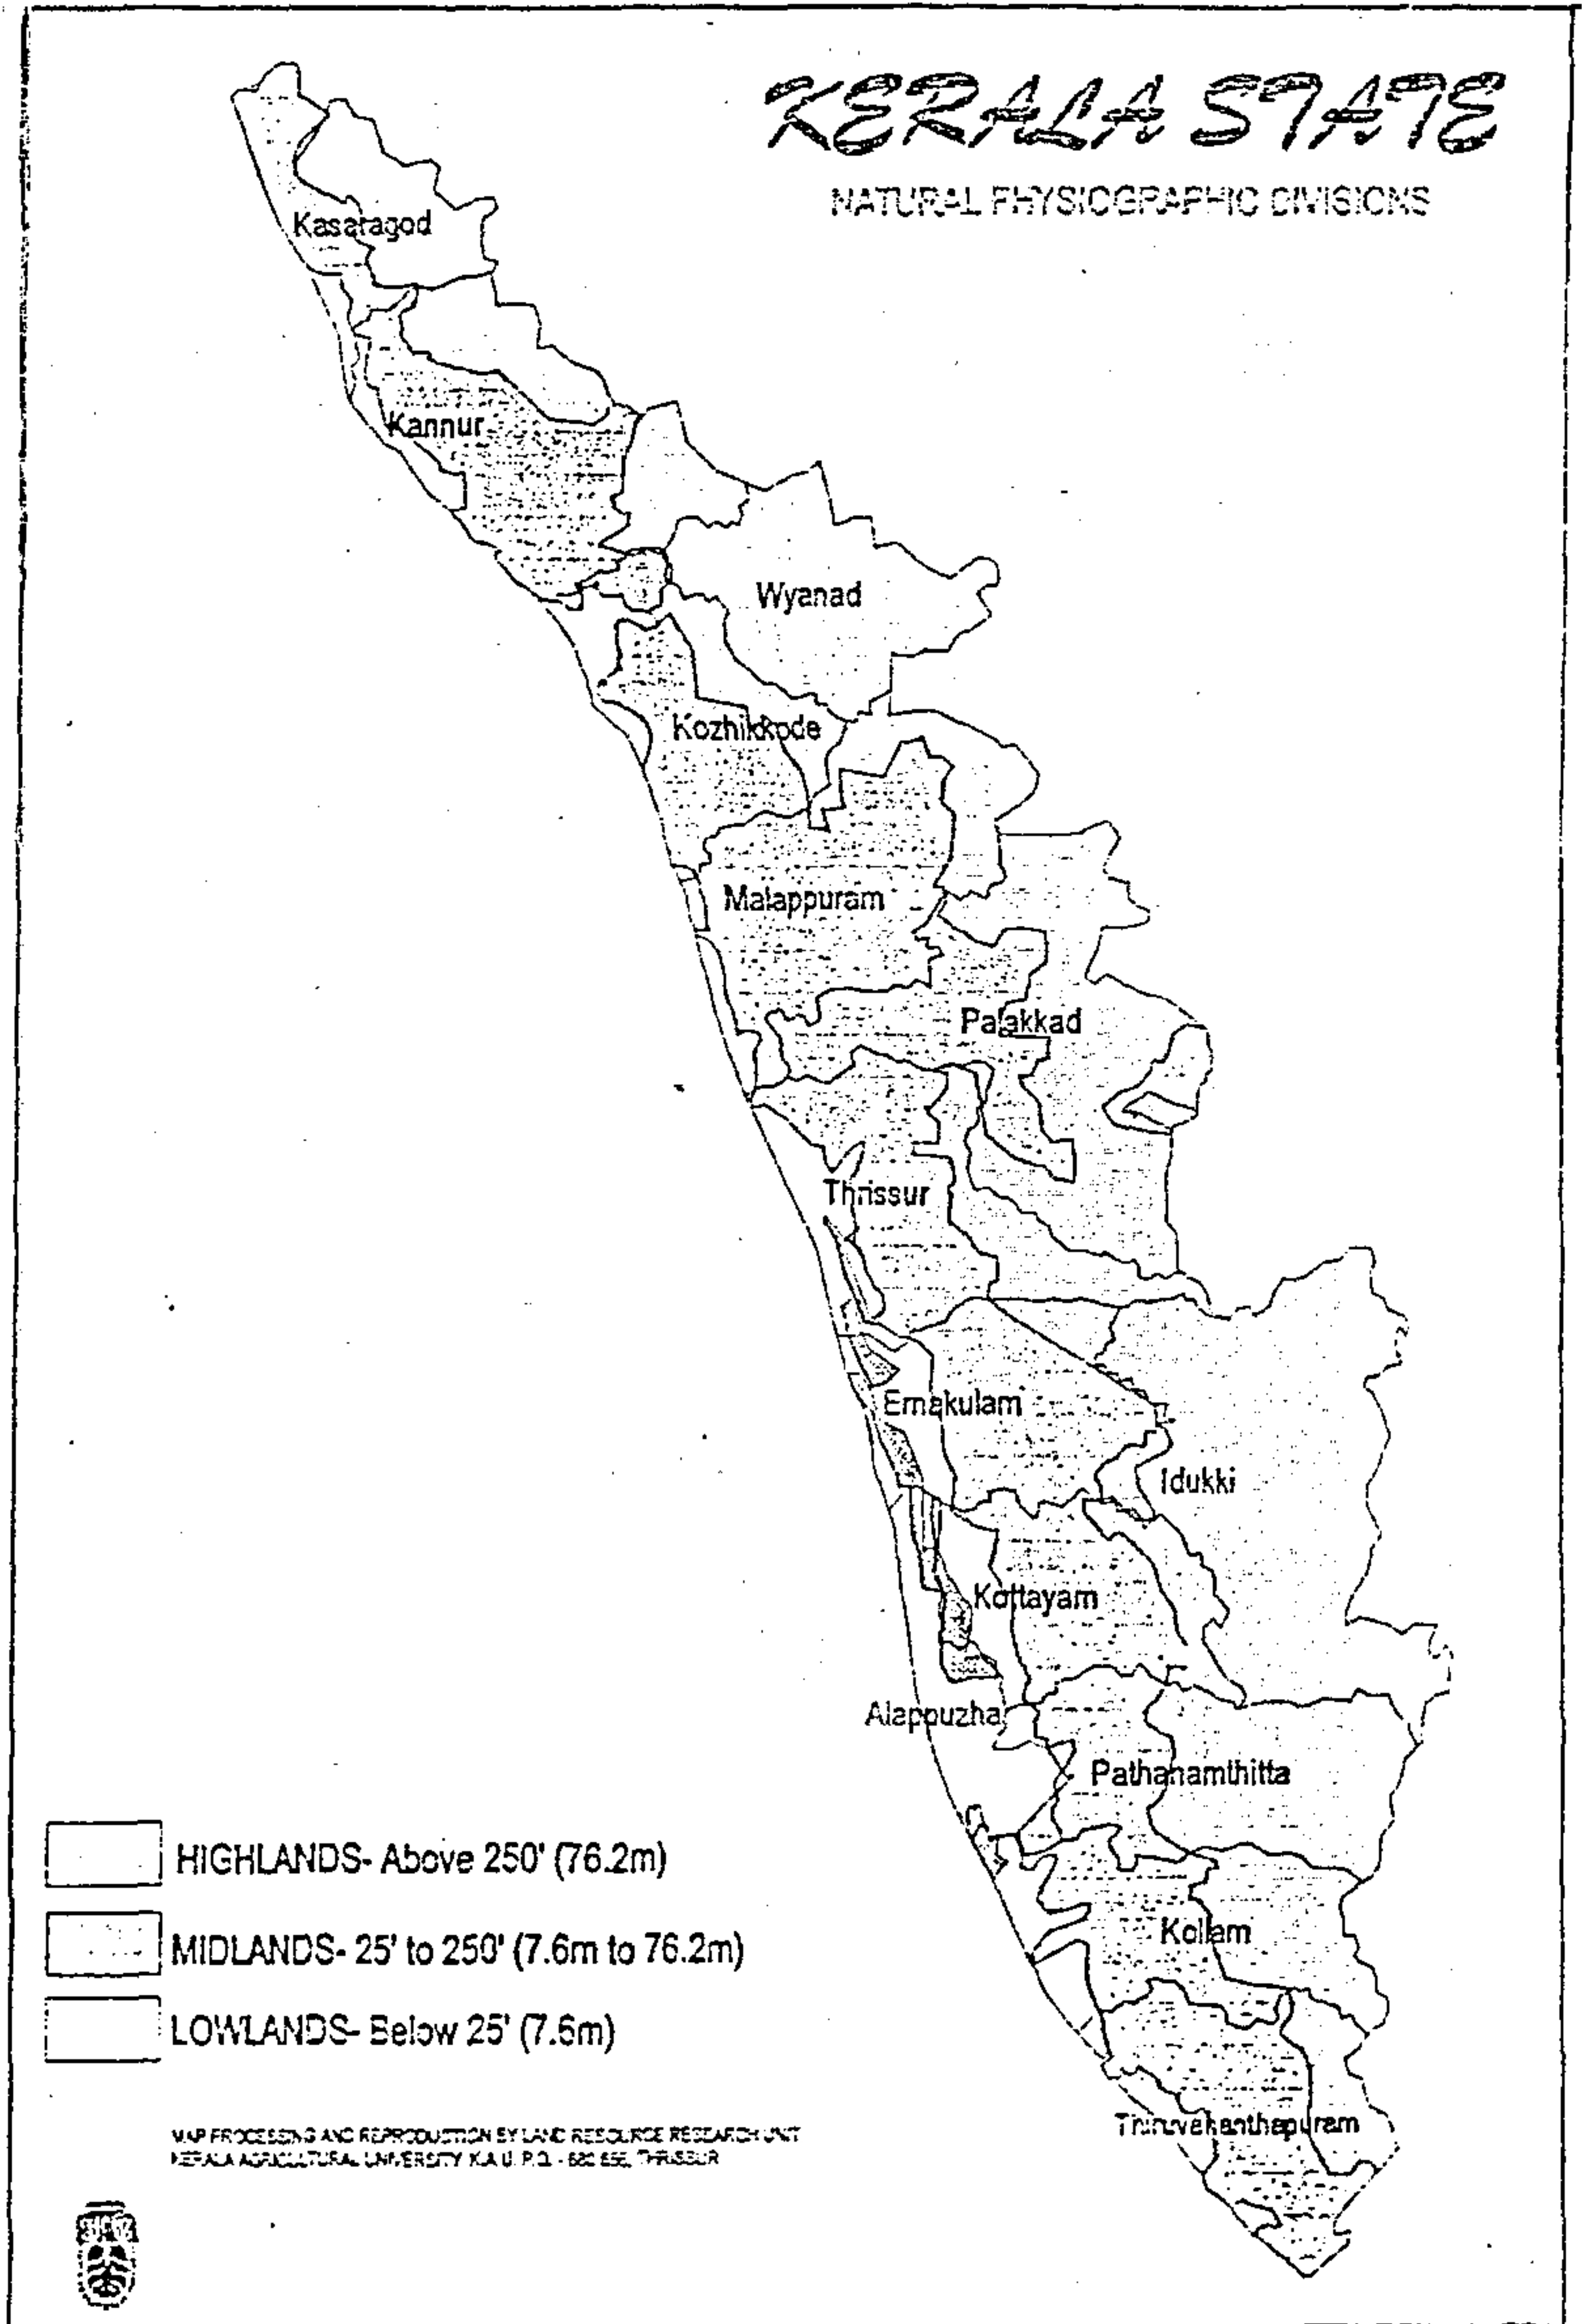 KERALA STATE
NATURAL PHYSIOGRAPHIC DIVISIONS
Kasaragod
Kannur
Wyanad
Kozhikkode
Malappuram
Palakkad
Thrissur
Ernakulam
Idukki
Kottayam
Alappuzha
Pathanamthitta
HIGHLANDS- Above 250' (76.2m)
MIDLANDS- 25' to 250' (7.6m to 76.2m)
Kollam
LOWLANDS- Below 25' (7.6m)
Thiruvananthapuram
MAP PROCESSING AND REPRODUCTION BY LAND RESOURCE RESEARCH UNIT
KERALA AGRICULTURAL UNIVERSITY K.A.U. P.O. - 680 656, THRISSUR